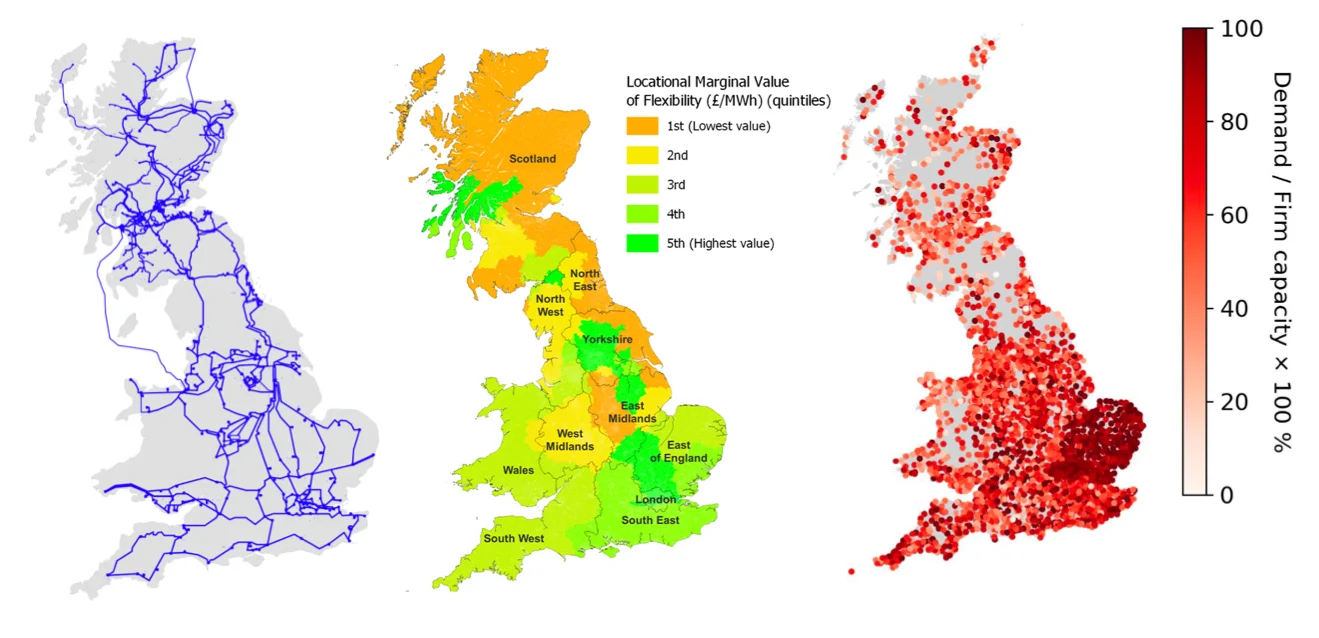 Locational Marginal Value
of Flexibility (£/MWh) (quintiles)
1st (Lowest value)
2nd
3rd
4th
5th (Highest value)
Scotland
North
East
North
West
Yorkshire
East
Midlands
West
Midlands
East
of England
Wales
London
South East
South West
100
80
60
40
20
0
Demand / Firm capacity × 100 %